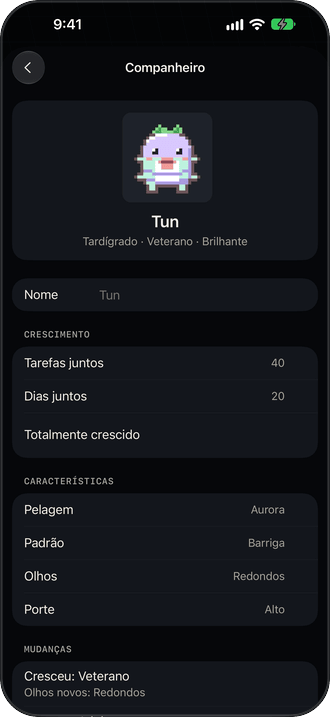 9:41
Companheiro
Tun
Tardígrado · Veterano · Brilhante
Nome Tun
CRESCIMENTO
Tarefas juntos 40
Dias juntos 20
Totalmente crescido
CARACTERÍSTICAS
Pelagem Aurora
Padrão Barriga
Olhos Redondos
Porte Alto
MUDANÇAS
Cresceu: Veterano
Olhos novos: Redondos